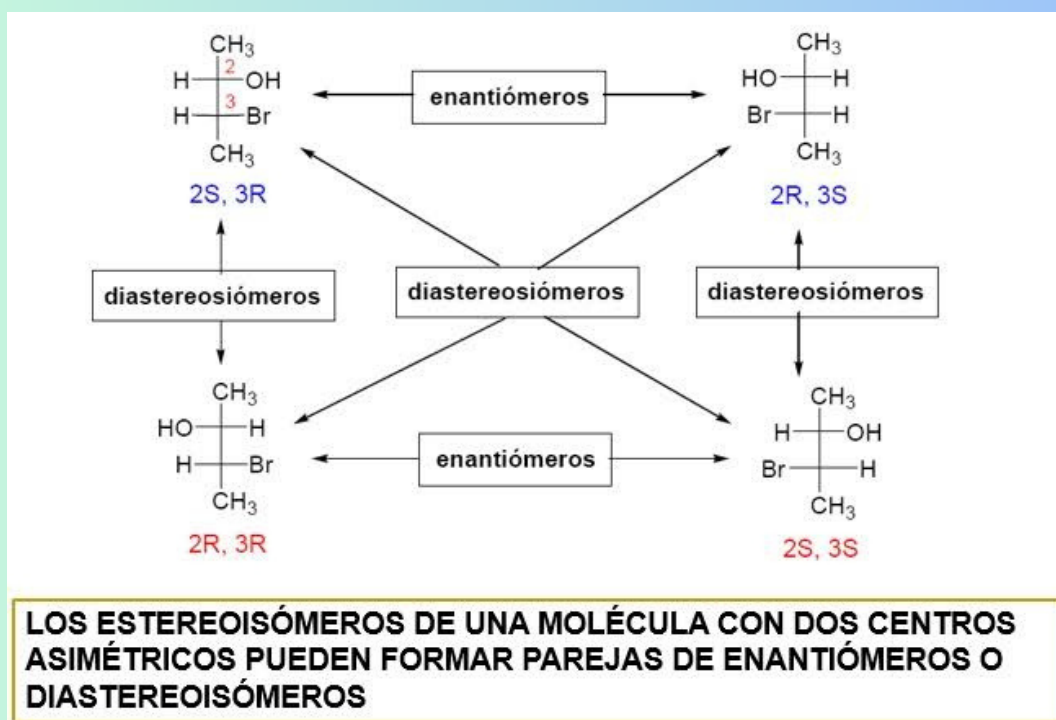 CH3 CH3
H 2 OH HO H
enantiómeros
H 3 Br Br H
CH3 CH3
2S, 3R 2R, 3S
diastereosiómeros diastereosiómeros diastereosiómeros
CH3 CH3
HO H H OH
enantiómeros
H Br Br H
CH3 CH3
2R, 3R 2S, 3S
LOS ESTEREOISÓMEROS DE UNA MOLÉCULA CON DOS CENTROS
ASIMÉTRICOS PUEDEN FORMAR PAREJAS DE ENANTIÓMEROS O
DIASTEREOISÓMEROS